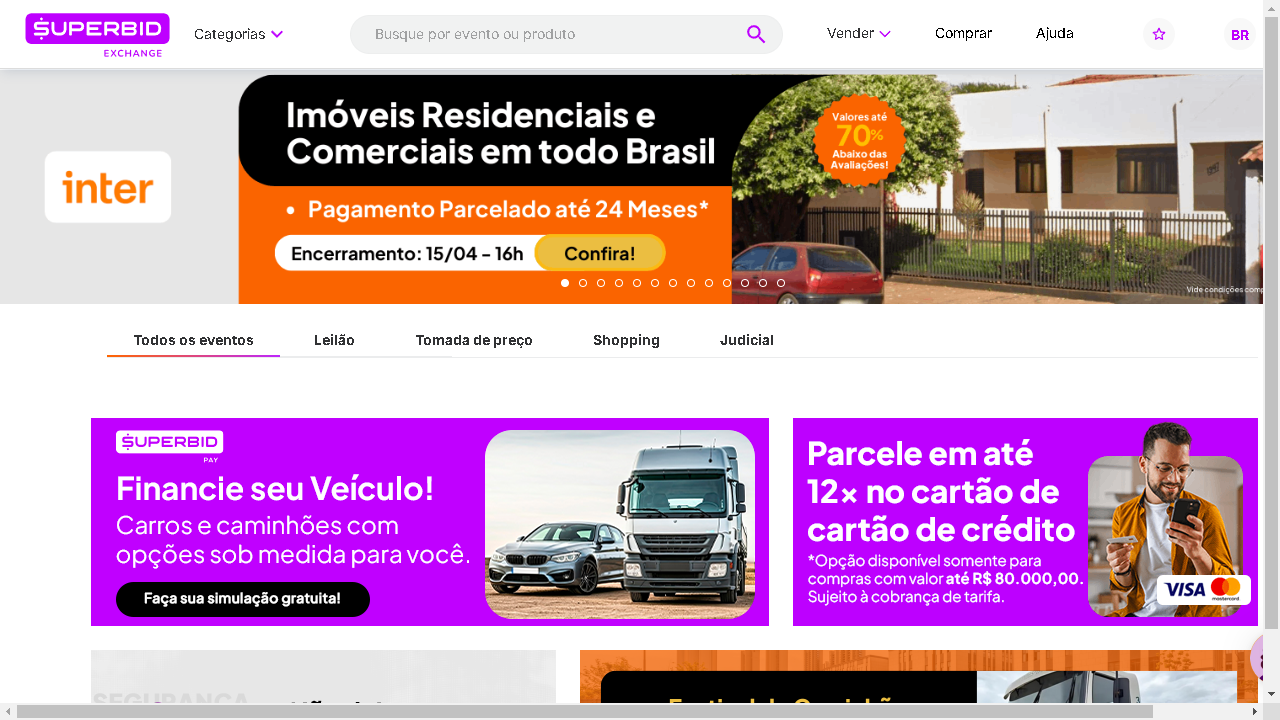 SUPERBID
EXCHANGE
Categorias
Busque por evento ou produto
Vender
Comprar
Ajuda
BR
inter
Imóveis Residenciais e
Comerciais em todo Brasil
• Pagamento Parcelado até 24 Meses*
Encerramento: 15/04 - 16h
Confira!
Valores até
70%
Abaixo das
Avaliações!
Todos os eventos
Leilão
Tomada de preço
Shopping
Judicial
SUPERBID
PAY
Financie seu Veículo!
Carros e caminhões com
opções sob medida para você.
Faça sua simulação gratuita!
Parcele em até
12x no cartão de
cartão de crédito
*Opção disponível somente para
compras com valor até R$ 80.000,00.
Sujeito à cobrança de tarifa.
VISA
mastercard
SEGURANÇA